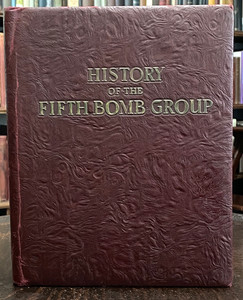 HISTORY
OF THE
FIFTH BOMB GROUP